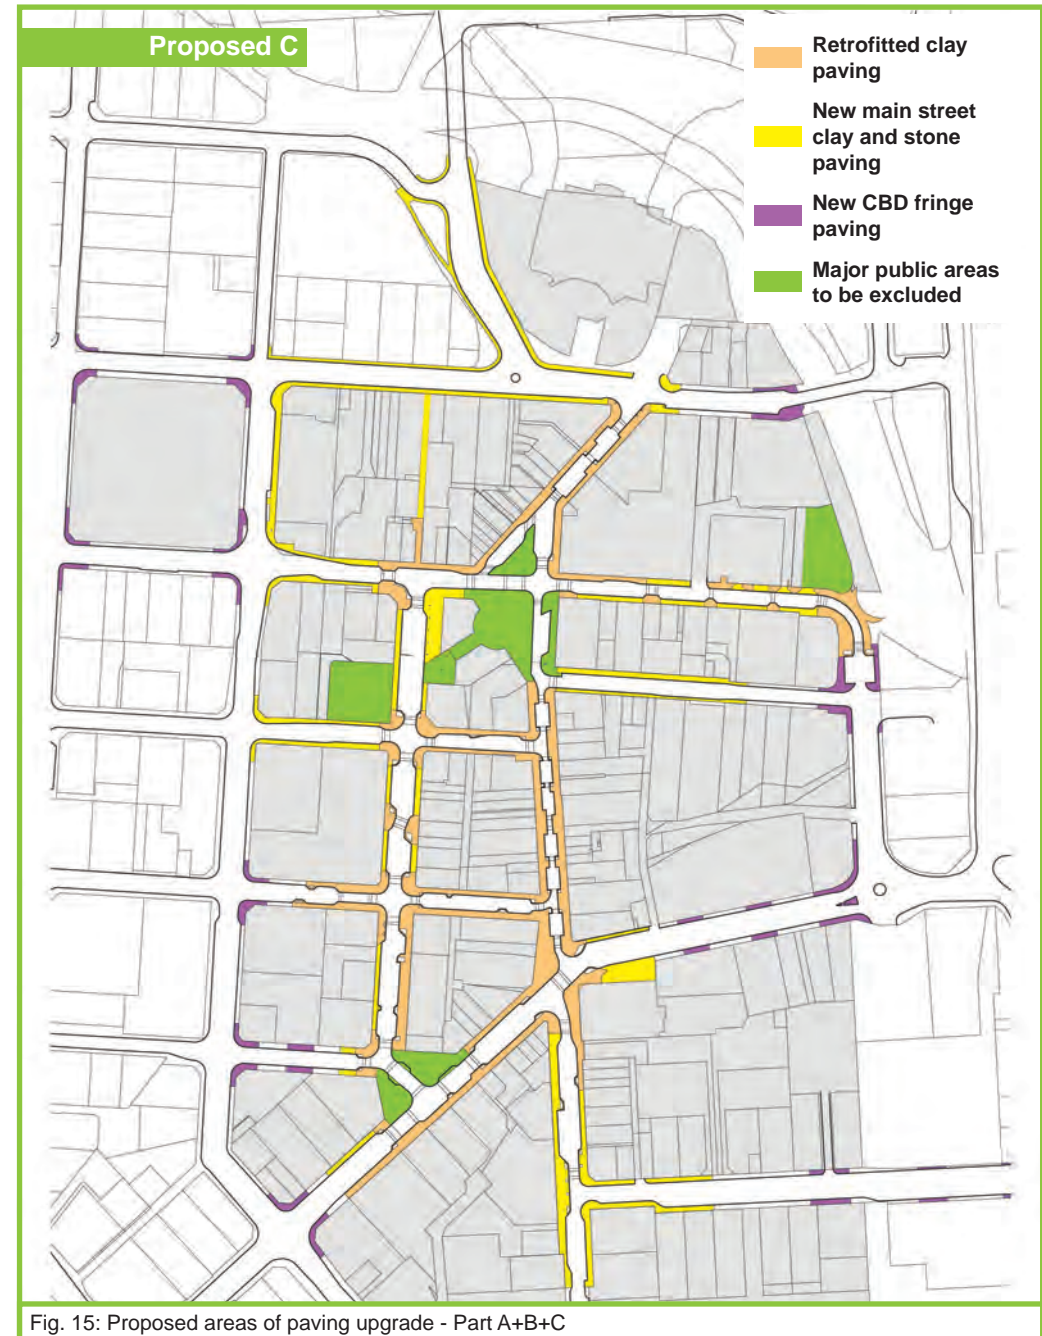 Proposed C
Retrofitted clay
paving
New main street
clay and stone
paving
New CBD fringe
paving
Major public areas
to be excluded
Fig. 15: Proposed areas of paving upgrade - Part A+B+C